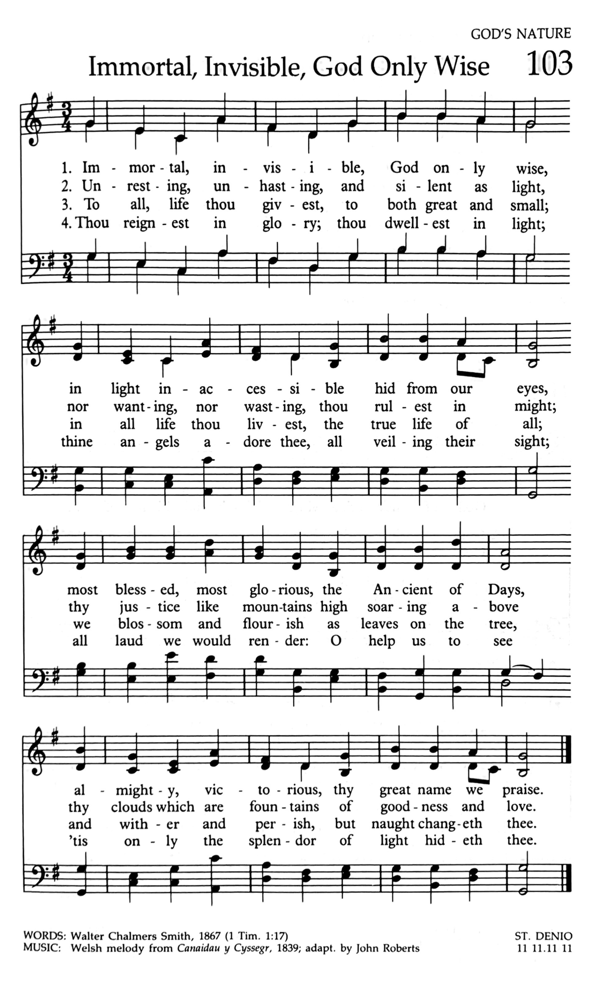 GOD'S NATURE
Immortal, Invisible, God Only Wise 103
3
4
1. Im - mor - tal, in - vis - i - ble, God on - ly wise,
2. Un - rest - ing, un - hast - ing, and si - lent as light,
3. To all, life thou giv - est, to both great and small;
4. Thou reign - est in glo - ry; thou dwell - est in light;
3
4
in light in - ac - ces - si - ble hid from our eyes,
nor want - ing, nor wast - ing, thou rul - est in might;
in all life thou liv - est, the true life of all;
thine an - gels a - dore thee, all veil - ing their sight;
most bless - ed, most glo - rious, the An - cient of Days,
thy jus - tice like moun-tains high soar - ing a - bove
we blos - som and flour - ish as leaves on the tree,
all laud we would ren - der: O help us to see
al - might - y, vic - to - rious, thy great name we praise.
thy clouds which are foun - tains of good - ness and love.
and with - er and per - ish, but naught chang - eth thee.
'tis on - ly the splen - dor of light hid - eth thee.
WORDS: Walter Chalmers Smith, 1867 (1 Tim. 1:17) ST. DENIO
MUSIC: Welsh melody from Canaidau y Cyssegr, 1839; adapt. by John Roberts 11 11.11 11